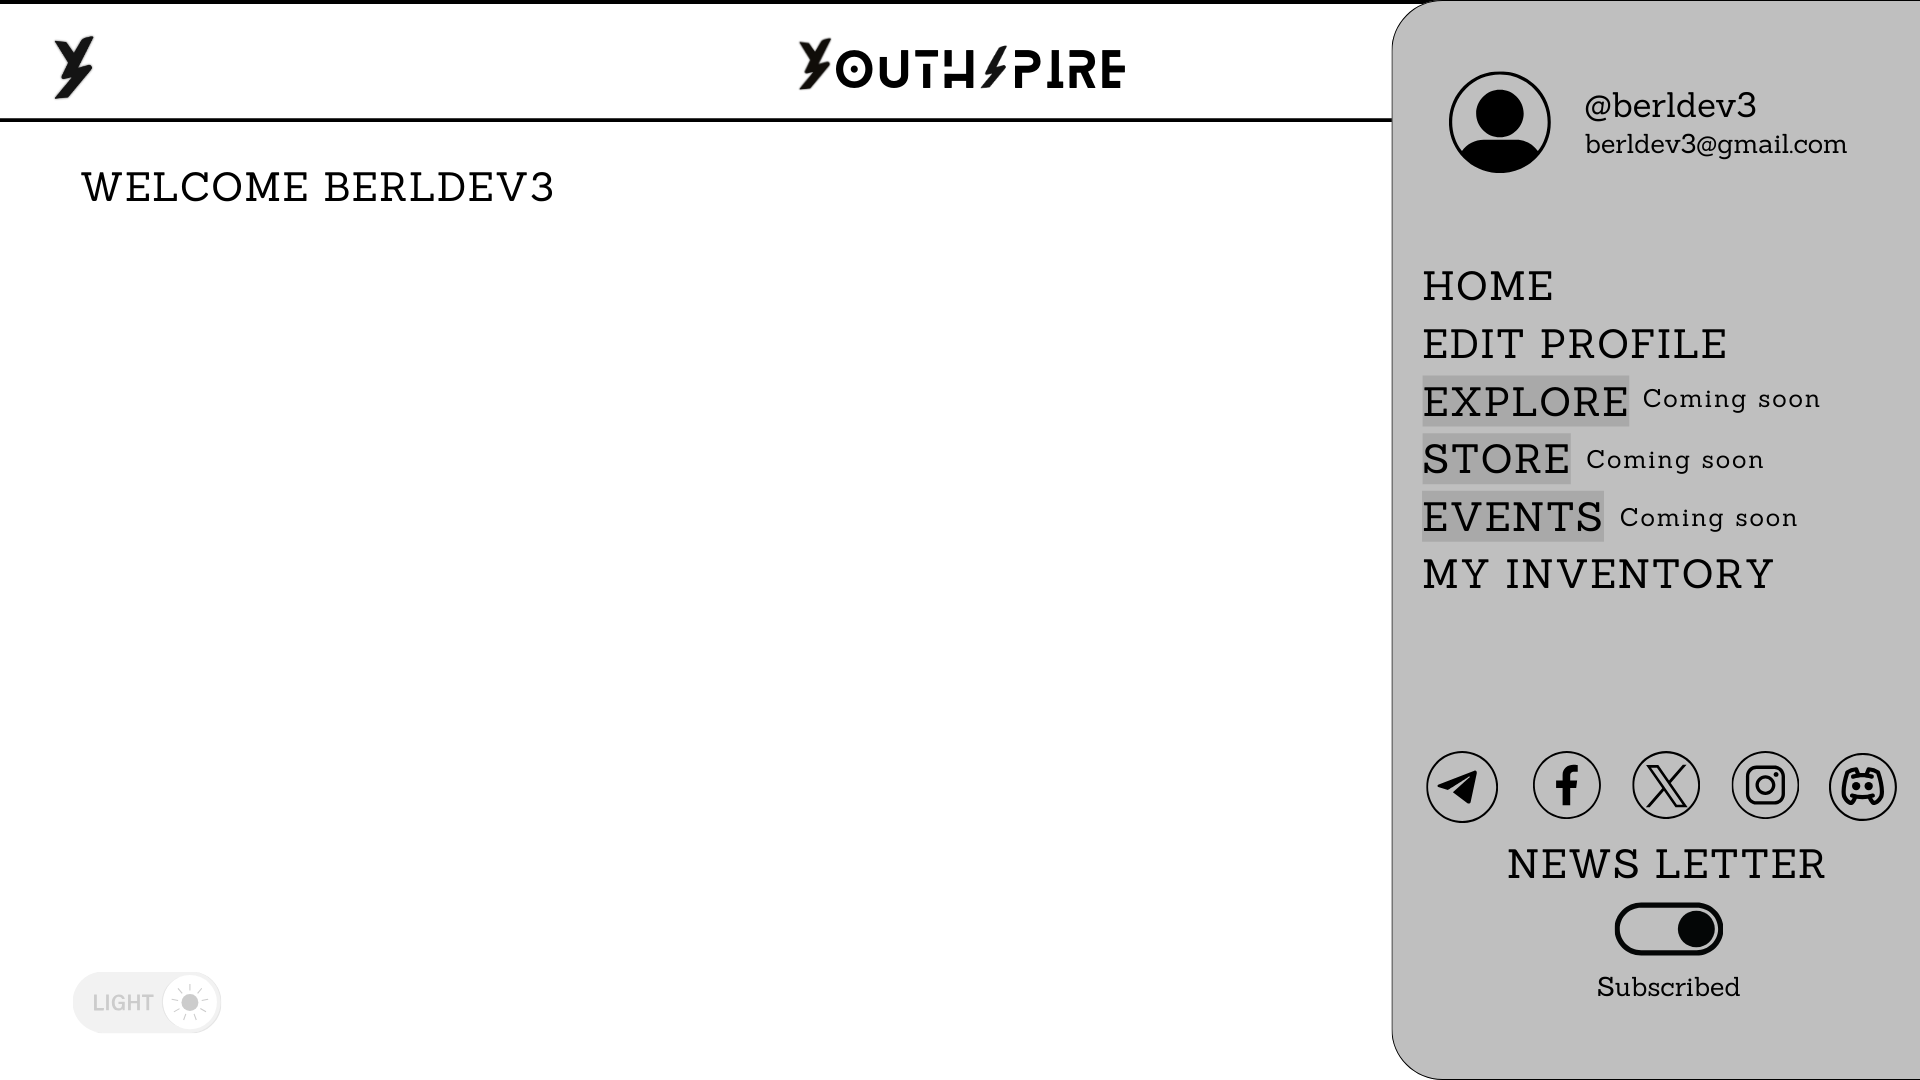 YOUTHSPIRE
WELCOME BERLDEV3
@berldev3
berldev3@gmail.com
HOME
EDIT PROFILE
EXPLORE Coming soon
STORE Coming soon
EVENTS Coming soon
MY INVENTORY
NEWS LETTER
Subscribed
LIGHT